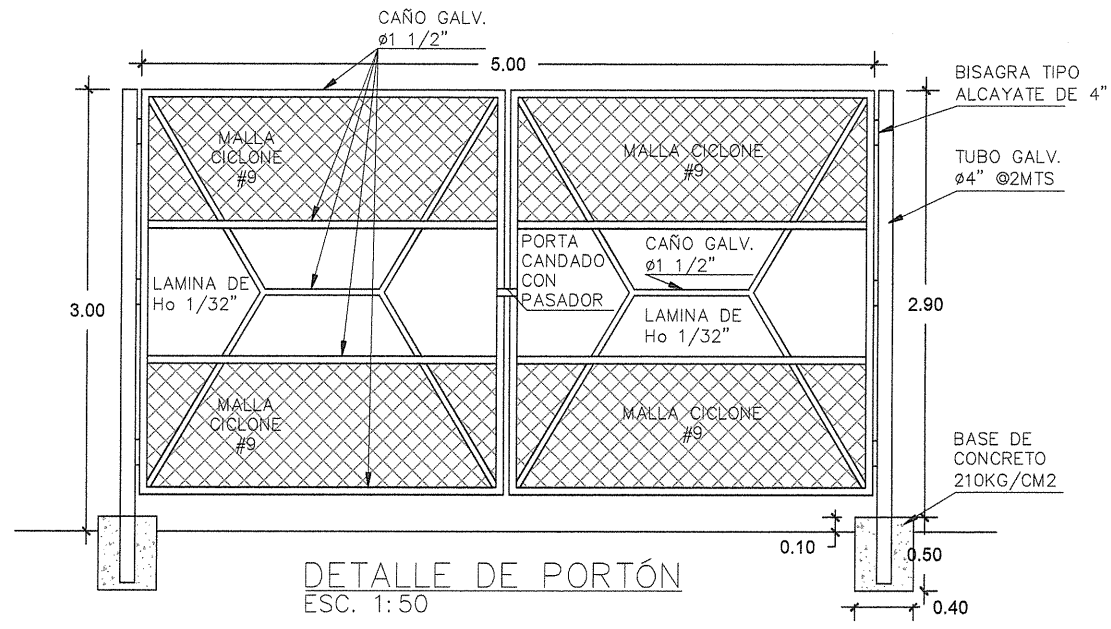 CAÑO GALV.
ø1 1/2"
5.00
BISAGRA TIPO
ALCAYATE DE 4"
MALLA
CICLONE
#9
MALLA CICLONE
#9
TUBO GALV.
ø4" @2MTS
PORTA
CANDADO
CON
PASADOR
CAÑO GALV.
ø1 1/2"
LAMINA DE
Ho 1/32"
3.00
2.90
LAMINA DE
Ho 1/32"
MALLA
CICLONE
#9
MALLA CICLONE
#9
BASE DE
CONCRETO
210KG/CM2
0.10
0.50
0.40
DETALLE DE PORTÓN
ESC. 1:50